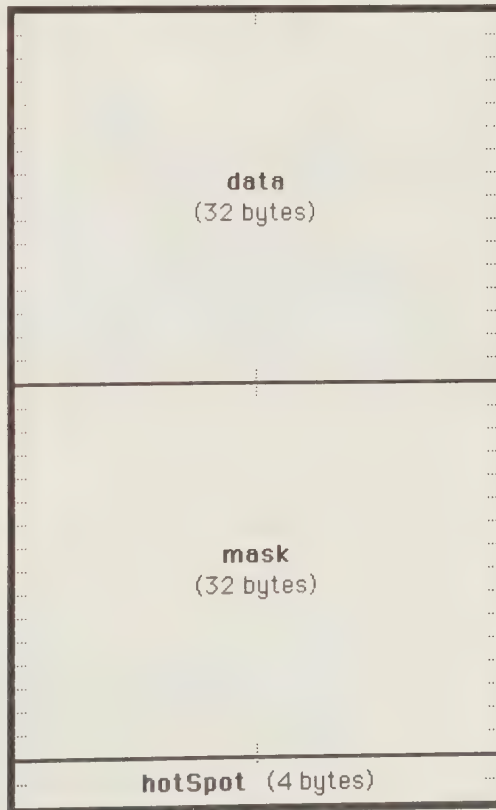 data
(32 bytes)
mask
(32 bytes)
hotSpot (4 bytes)